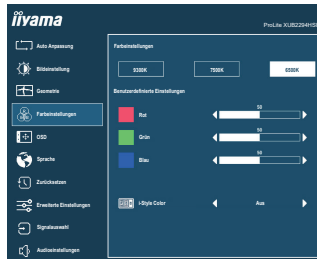 iiyama
ProLite XUB2294HS
Auto Anpassung
Bildeinstellung
Geometrie
Farbeinstellungen
OSD
Sprache
Zurücksetzen
Erweiterte Einstellungen
Signalauswahl
Audioeinstellungen
Farbeinstellungen
9300K
7500K
6500K
Benutzerdefinierte Einstellungen
50
Rot
50
Grün
50
Blau
i-Style Color
Aus